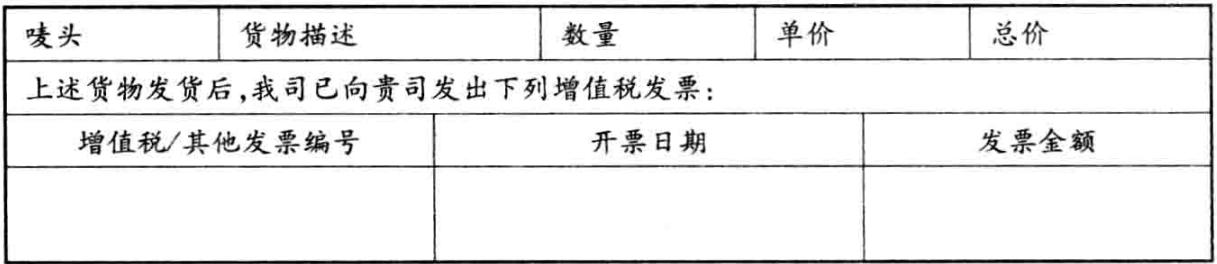 唛头 货物描述 数量 单价 总价
上述货物发货后,我司已向贵司发出下列增值税发票:
增值税/其他发票编号 开票日期 发票金额